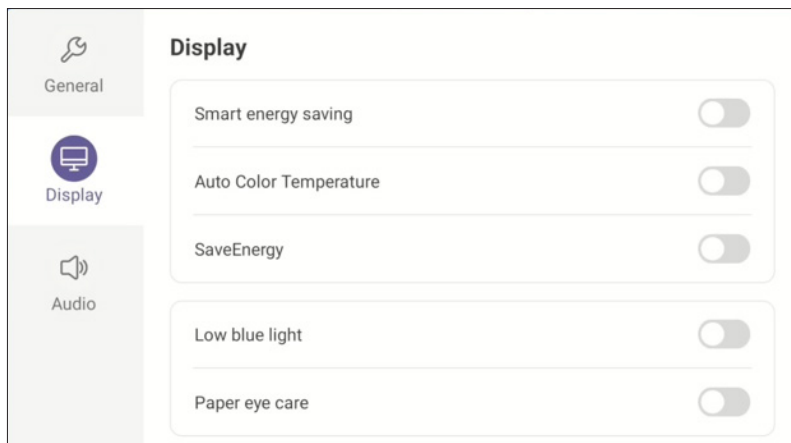 General
Display
Audio
Display
Smart energy saving
Auto Color Temperature
SaveEnergy
Low blue light
Paper eye care